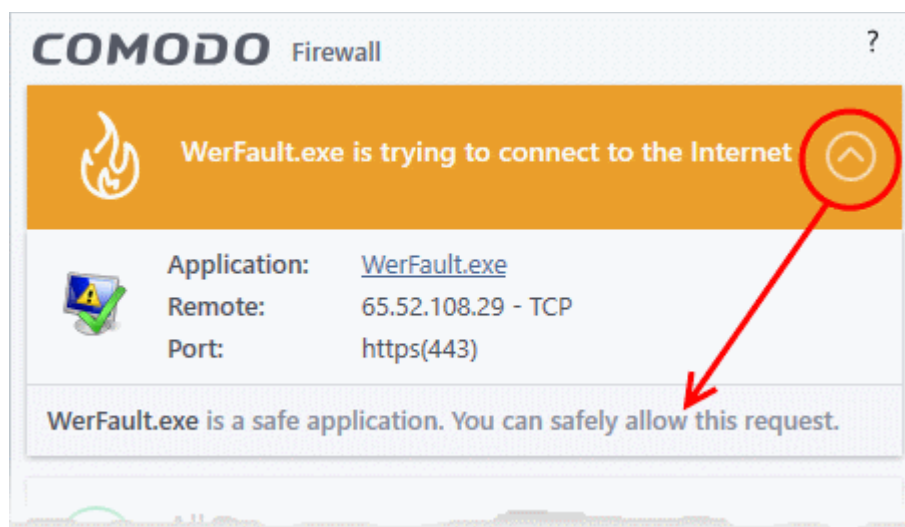 COMODO Firewall ?
WerFault.exe is trying to connect to the Internet
Application: WerFault.exe
Remote: 65.52.108.29 - TCP
Port: https(443)
WerFault.exe is a safe application. You can safely allow this request.